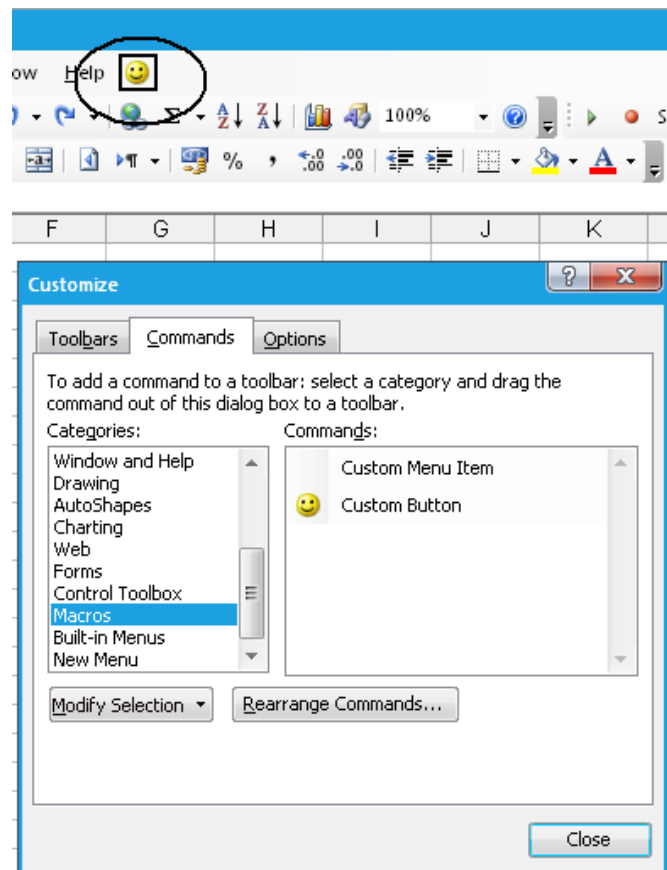 ow Help
100%
S
% , .00 .00
F G H I J K
Customize
Toolbars Commands Options
To add a command to a toolbar: select a category and drag the
command out of this dialog box to a toolbar.
Categories: Commands:
Window and Help
Drawing
AutoShapes
Charting
Web
Forms
Control Toolbox
Macros
Built-in Menus
New Menu
Custom Menu Item
Custom Button
Modify Selection Rearrange Commands...
Close